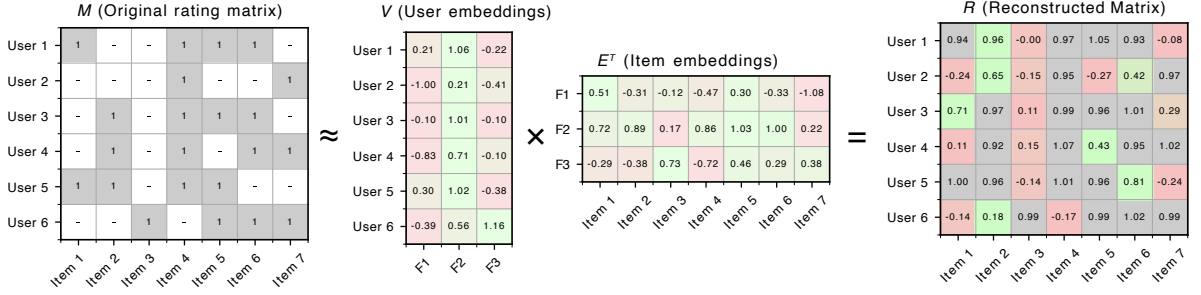 M (Original rating matrix)
User 1 1 - - 1 1 1 -
User 2 - - - 1 - - 1
User 3 - 1 - 1 1 1 -
User 4 - 1 - 1 - 1 1
User 5 1 1 - 1 1 - -
User 6 - - 1 - 1 1 1
Item 1 Item 2 Item 3 Item 4 Item 5 Item 6 Item 7
≈
V (User embeddings)
User 1 0.21 1.06 -0.22
User 2 -1.00 0.21 -0.41
User 3 -0.10 1.01 -0.10
User 4 -0.83 0.71 -0.10
User 5 0.30 1.02 -0.38
User 6 -0.39 0.56 1.16
F1 F2 F3
×
Eᵀ (Item embeddings)
F1 0.51 -0.31 -0.12 -0.47 0.30 -0.33 -1.08
F2 0.72 0.89 0.17 0.86 1.03 1.00 0.22
F3 -0.29 -0.38 0.73 -0.72 0.46 0.29 0.38
Item 1 Item 2 Item 3 Item 4 Item 5 Item 6 Item 7
=
R (Reconstructed Matrix)
User 1 0.94 0.96 -0.00 0.97 1.05 0.93 -0.08
User 2 -0.24 0.65 -0.15 0.95 -0.27 0.42 0.97
User 3 0.71 0.97 0.11 0.99 0.96 1.01 0.29
User 4 0.11 0.92 0.15 1.07 0.43 0.95 1.02
User 5 1.00 0.96 -0.14 1.01 0.96 0.81 -0.24
User 6 -0.14 0.18 0.99 -0.17 0.99 1.02 0.99
Item 1 Item 2 Item 3 Item 4 Item 5 Item 6 Item 7